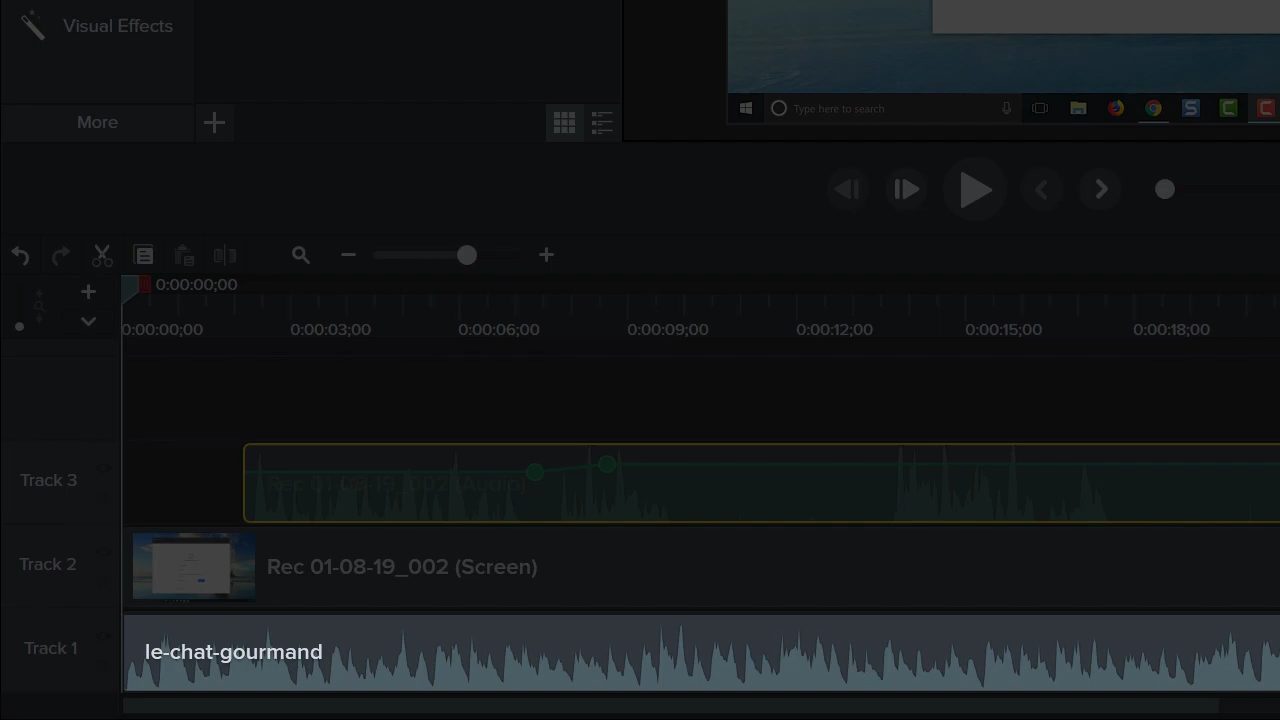 Visual Effects
Type here to search
More
0:00:00;00
0:00:00;00 0:00:03;00 0:00:06;00 0:00:09;00 0:00:12;00 0:00:15;00 0:00:18;00
Track 3
Rec 01-08-19_002 (Audio)
Track 2
Rec 01-08-19_002 (Screen)
Track 1
le-chat-gourmand